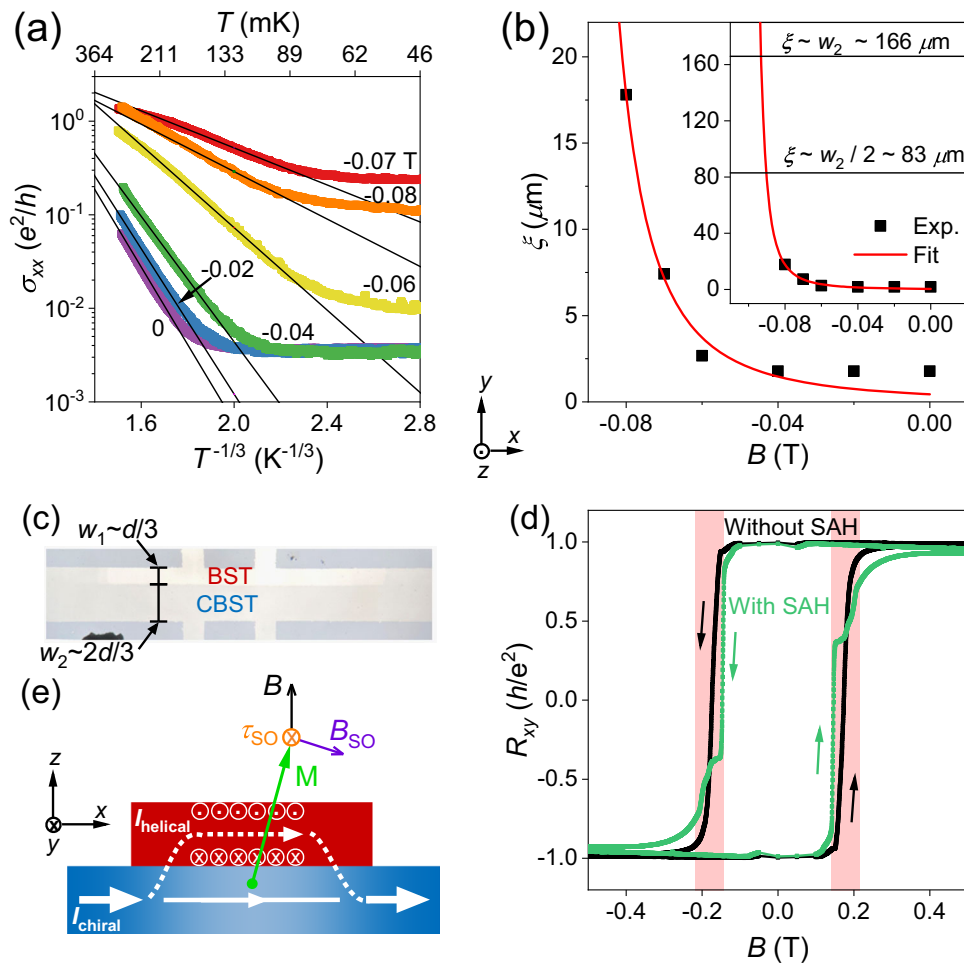 (a)
T (mK)
364 211 133 89 62 46
10^0
10^-1
10^-2
10^-3
σxx (e^2/h)
-0.07 T
-0.08
-0.06
-0.02
-0.04
0
1.6 2.0 2.4 2.8
T^-1/3 (K^-1/3)
y
x
z
(b)
20
15
10
5
0
ξ (μm)
-0.08 -0.04 0.00
B (T)
160
120
80
40
0
ξ ~ w2 ~ 166 μm
ξ ~ w2 / 2 ~ 83 μm
Exp.
Fit
-0.08 -0.04 0.00
(c)
w1~d/3
BST
CBST
w2~2d/3
(d)
1.0
0.5
0.0
-0.5
-1.0
Rxy (h/e^2)
Without SAH
With SAH
-0.4 -0.2 0.0 0.2 0.4
B (T)
(e)
B
τSO
BSO
M
z
x
y
Ihelical
Ichiral